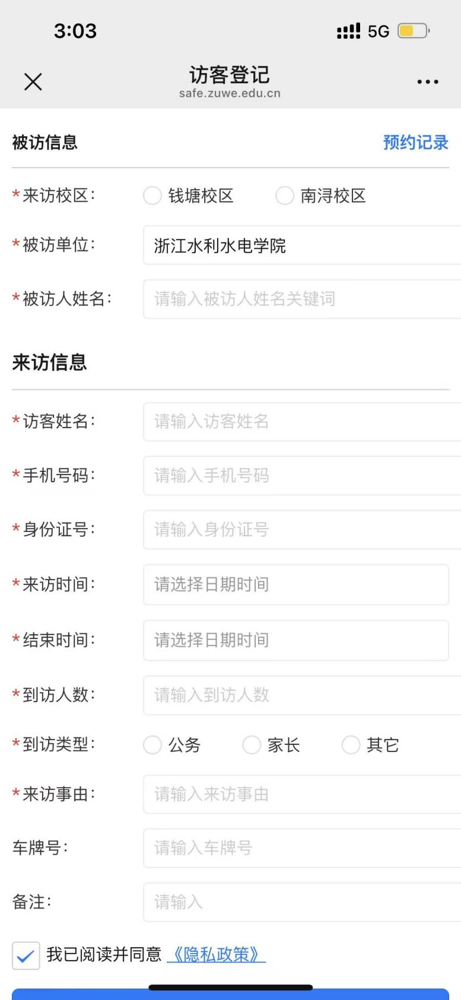 3:03 5G
访客登记
safe.zuwe.edu.cn
被访信息 预约记录
*来访校区: 钱塘校区 南浔校区
*被访单位: 浙江水利水电学院
*被访人姓名: 请输入被访人姓名关键词
来访信息
*访客姓名: 请输入访客姓名
*手机号码: 请输入手机号码
*身份证号: 请输入身份证号
*来访时间: 请选择日期时间
*结束时间: 请选择日期时间
*到访人数: 请输入到访人数
*到访类型: 公务 家长 其它
*来访事由: 请输入来访事由
车牌号: 请输入车牌号
备注: 请输入
我已阅读并同意《隐私政策》